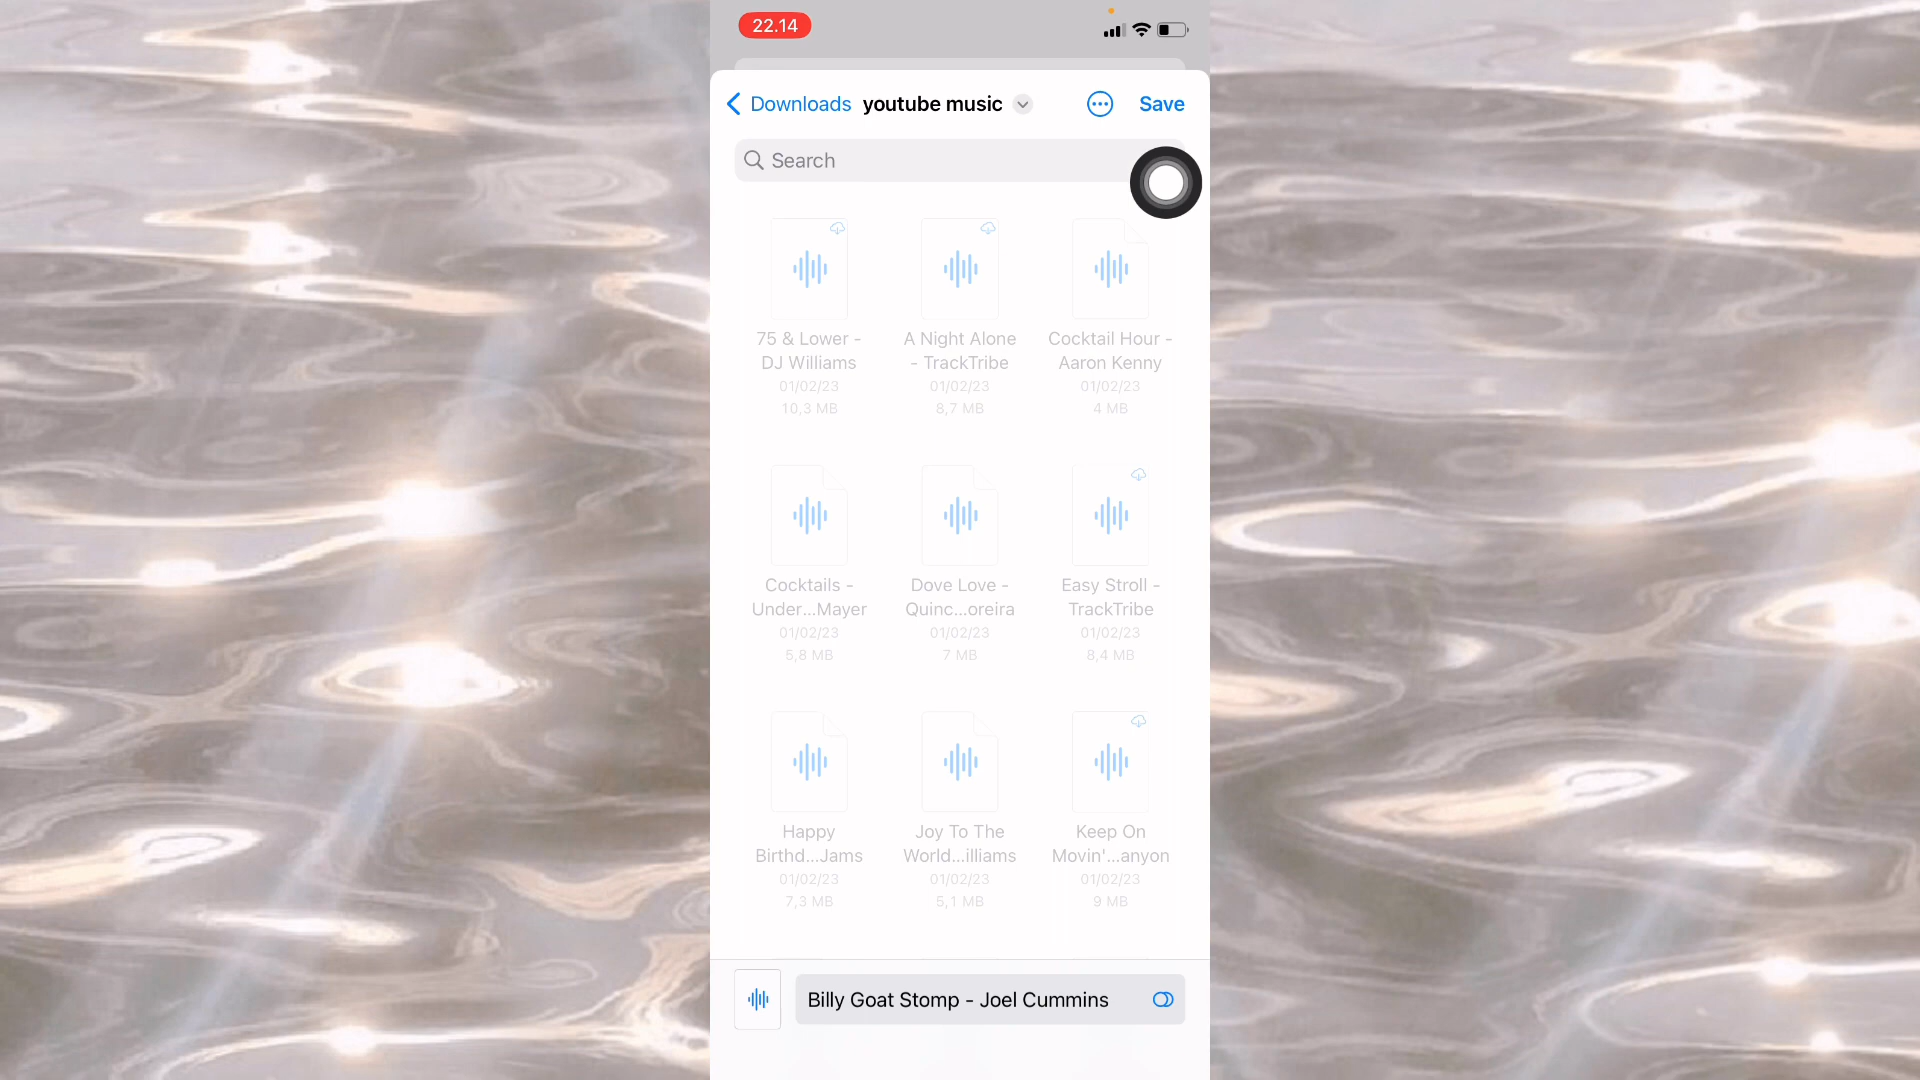 22.14
Downloads youtube music Save
Search
75 & Lower -
DJ Williams
01/02/23
10,3 MB
A Night Alone
- TrackTribe
01/02/23
8,7 MB
Cocktail Hour -
Aaron Kenny
01/02/23
4 MB
Cocktails -
Under...Mayer
01/02/23
5,8 MB
Dove Love -
Quinc...oreira
01/02/23
7 MB
Easy Stroll -
TrackTribe
01/02/23
8,4 MB
Happy
Birthd...Jams
01/02/23
7,3 MB
Joy To The
World...illiams
01/02/23
5,1 MB
Keep On
Movin'...anyon
01/02/23
9 MB
Billy Goat Stomp - Joel Cummins